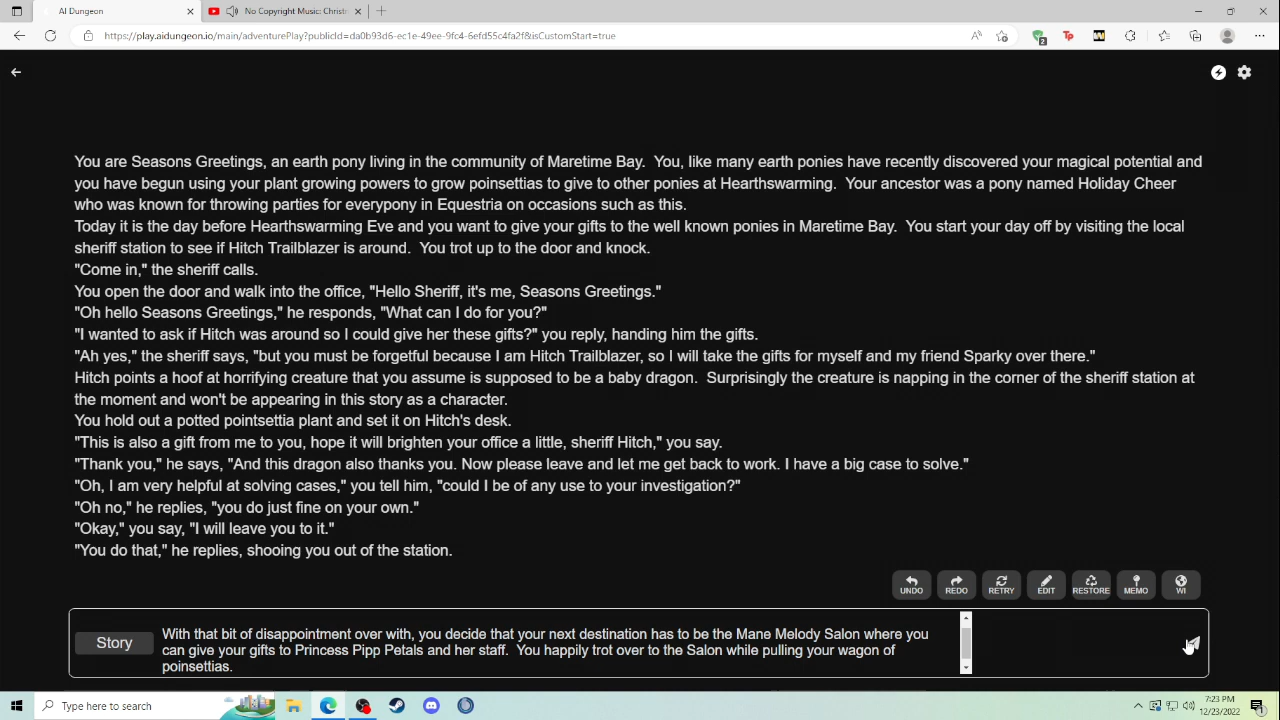 AI Dungeon
No Copyright Music: Christm
https://play.aidungeon.io/main/adventurePlay?publicId=da0b93d6-ec1e-49ee-9fc4-6efd55c4fa2f&isCustomStart=true
You are Seasons Greetings, an earth pony living in the community of Maretime Bay. You, like many earth ponies have recently discovered your magical potential and
you have begun using your plant growing powers to grow poinsettias to give to other ponies at Hearthswarming. Your ancestor was a pony named Holiday Cheer
who was known for throwing parties for everypony in Equestria on occasions such as this.
Today it is the day before Hearthswarming Eve and you want to give your gifts to the well known ponies in Maretime Bay. You start your day off by visiting the local
sheriff station to see if Hitch Trailblazer is around. You trot up to the door and knock.
"Come in," the sheriff calls.
You open the door and walk into the office, "Hello Sheriff, it's me, Seasons Greetings."
"Oh hello Seasons Greetings," he responds, "What can I do for you?"
"I wanted to ask if Hitch was around so I could give her these gifts?" you reply, handing him the gifts.
"Ah yes," the sheriff says, "but you must be forgetful because I am Hitch Trailblazer, so I will take the gifts for myself and my friend Sparky over there."
Hitch points a hoof at horrifying creature that you assume is supposed to be a baby dragon. Surprisingly the creature is napping in the corner of the sheriff station at
the moment and won't be appearing in this story as a character.
You hold out a potted pointsettia plant and set it on Hitch's desk.
"This is also a gift from me to you, hope it will brighten your office a little, sheriff Hitch," you say.
"Thank you," he says, "And this dragon also thanks you. Now please leave and let me get back to work. I have a big case to solve."
"Oh, I am very helpful at solving cases," you tell him, "could I be of any use to your investigation?"
"Oh no," he replies, "you do just fine on your own."
"Okay," you say, "I will leave you to it."
"You do that," he replies, shooing you out of the station.
UNDO REDO RETRY EDIT RESTORE MEMO WI
Story
With that bit of disappointment over with, you decide that your next destination has to be the Mane Melody Salon where you
can give your gifts to Princess Pipp Petals and her staff. You happily trot over to the Salon while pulling your wagon of
poinsettias.
Type here to search
7:23 PM
12/23/2022